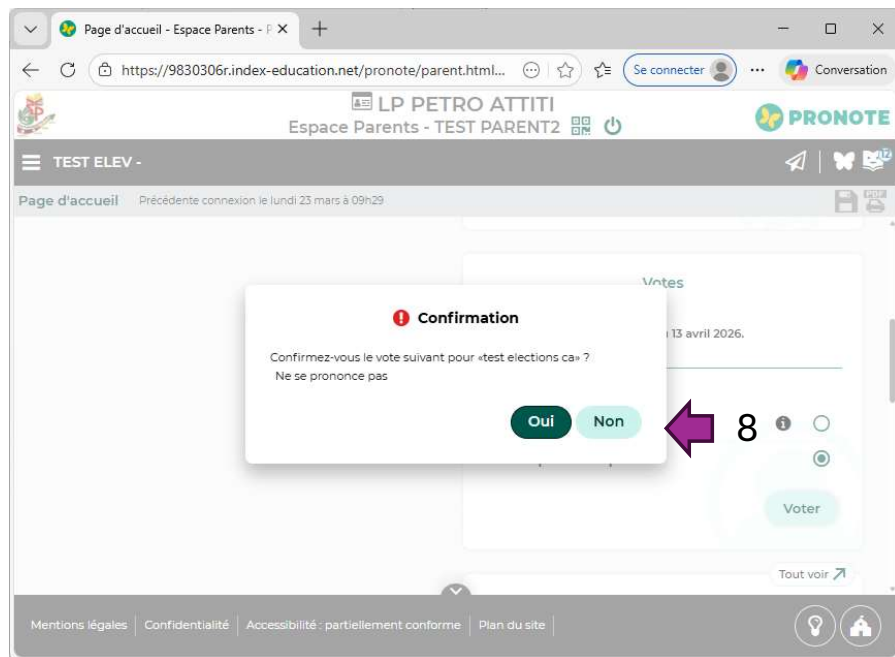 Page d'accueil - Espace Parents - P
https://9830306r.index-education.net/pronote/parent.html...
Se connecter
Conversation
LP PETRO ATTITI
Espace Parents - TEST PARENT2
PRONOTE
TEST ELEV -
12
Page d'accueil Précédente connexion le lundi 23 mars à 09h29
PDF
Votes
13 avril 2026.
Confirmation
Confirmez-vous le vote suivant pour «test elections ca» ?
Ne se prononce pas
Oui Non
8
Voter
Tout voir
Mentions légales Confidentialité Accessibilité : partiellement conforme Plan du site